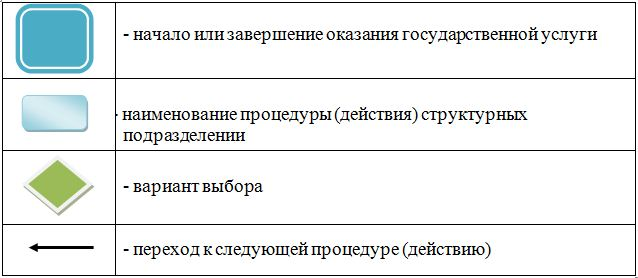 - начало или завершение оказания государственной услуги
- наименование процедуры (действия) структурных
подразделении
- вариант выбора
- переход к следующей процедуре (действию)